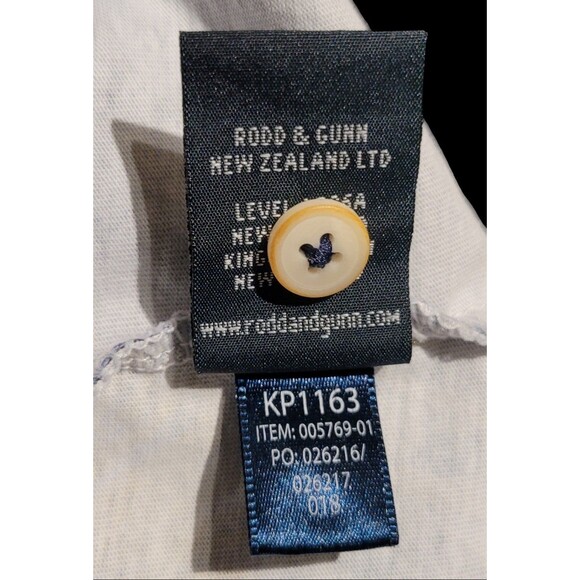 RODD & GUNN
NEW ZEALAND LTD
LEVEL
NEW
KING
NEW
www.roddandgunn.com
KP1163
ITEM: 005769-01
PO: 026216/
026217
018